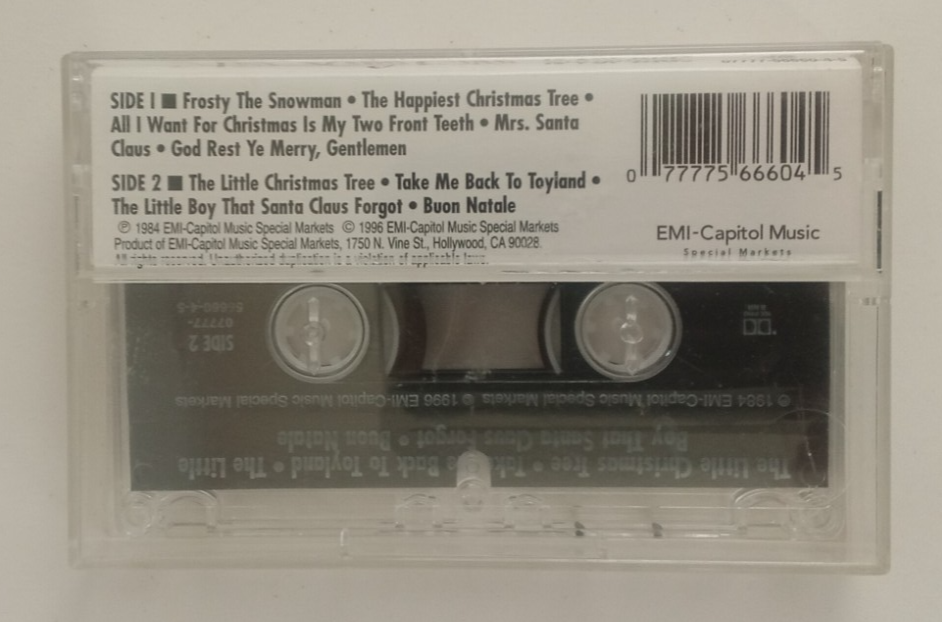 SIDE 1 ■ Frosty The Snowman • The Happiest Christmas Tree •
All I Want For Christmas Is My Two Front Teeth • Mrs. Santa
Claus • God Rest Ye Merry, Gentlemen
SIDE 2 ■ The Little Christmas Tree • Take Me Back To Toyland •
The Little Boy That Santa Claus Forgot • Buon Natale
℗ 1984 EMI-Capitol Music Special Markets © 1996 EMI-Capitol Music Special Markets
Product of EMI-Capitol Music Special Markets, 1750 N. Vine St., Hollywood, CA 90028.
All rights reserved. Unauthorized duplication is a violation of applicable laws.
0 77775 66604 5
EMI-Capitol Music
Special Markets
The Little Christmas Tree • Take Me Back To Toyland • The Little
Boy That Santa Claus Forgot • Buon Natale
℗ 1984 EMI-Capitol Music Special Markets © 1996 EMI-Capitol Music Special Markets
SIDE 2
07777-